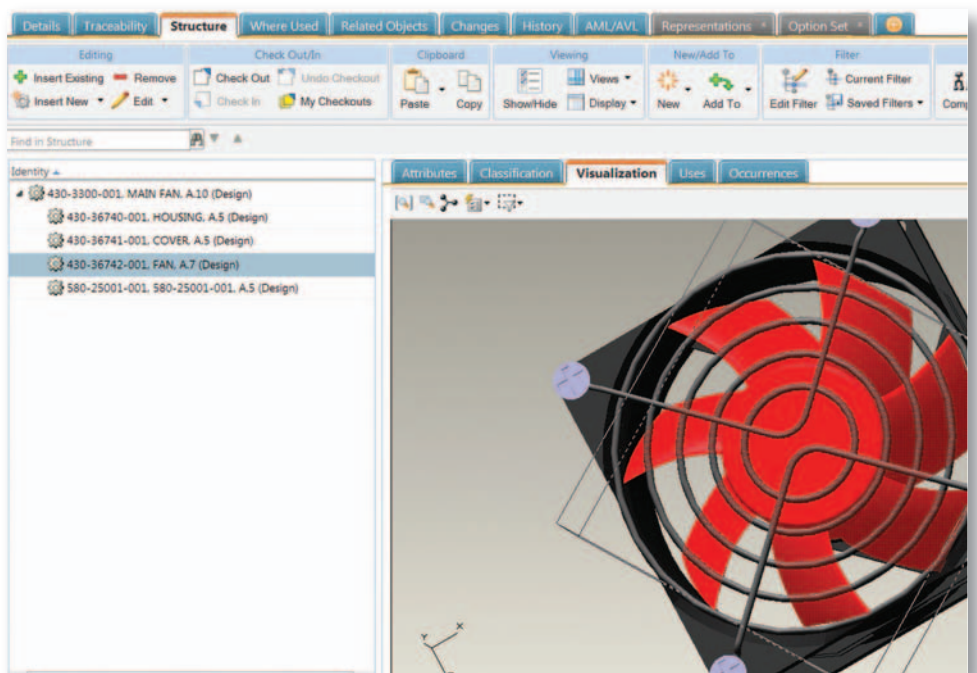 Details Traceability Structure Where Used Related Objects Changes History AML/AVL Representations Option Set
Editing Check Out/In Clipboard Viewing New/Add To Filter
Insert Existing Remove Check Out Undo Checkout Views Current Filter
Insert New Edit Check In My Checkouts Paste Copy Show/Hide Display New Add To Edit Filter Saved Filters
Find in Structure
Identity
Attributes Classification Visualization Uses Occurrences
430-3300-001, MAIN FAN, A.10 (Design)
430-36740-001, HOUSING, A.5 (Design)
430-36741-001, COVER, A.5 (Design)
430-36742-001, FAN, A.7 (Design)
580-25001-001, 580-25001-001, A.5 (Design)
Y X